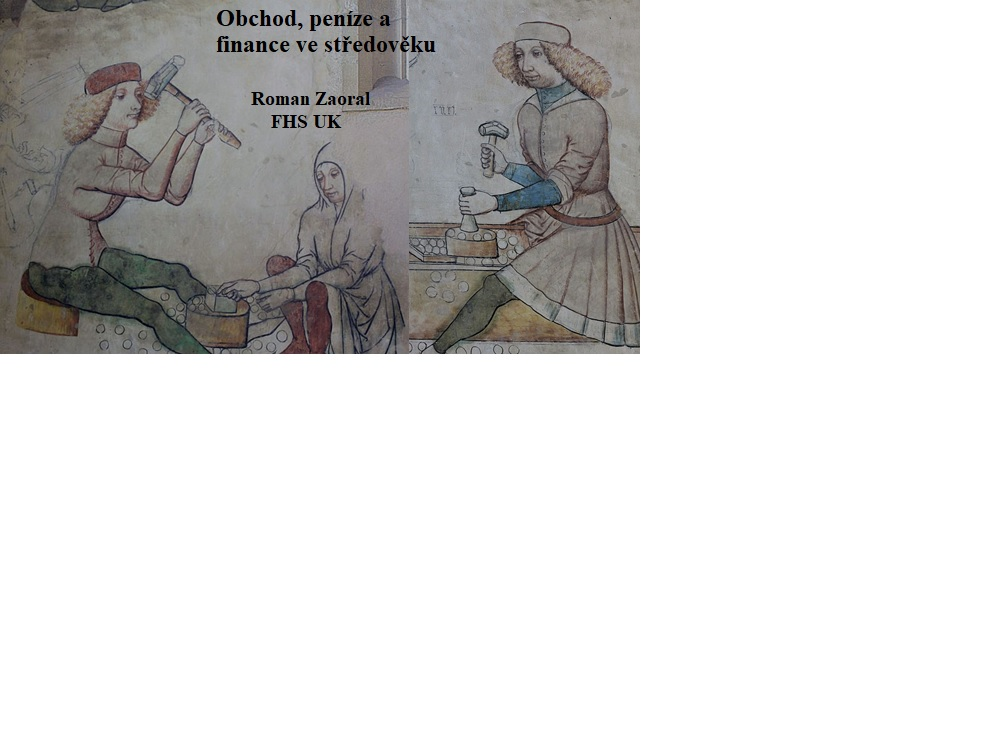 Obchod, peníze a
finance ve středověku
Roman Zaoral
FHS UK